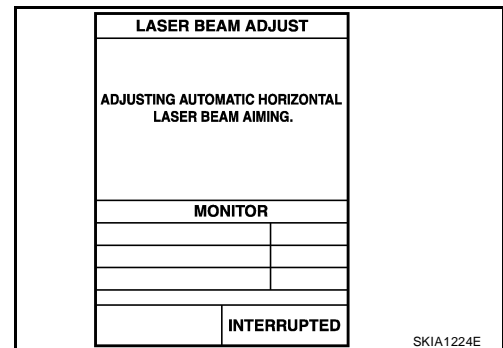 LASER BEAM ADJUST
ADJUSTING AUTOMATIC HORIZONTAL
LASER BEAM AIMING.
MONITOR
INTERRUPTED
SKIA1224E